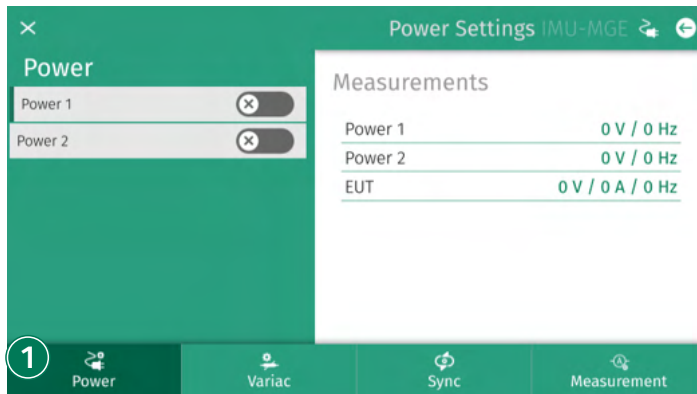 Power Settings IMU-MGE
Power
Power 1
Power 2
Measurements
Power 1 0 V / 0 Hz
Power 2 0 V / 0 Hz
EUT 0 V / 0 A / 0 Hz
1
Power
Variac
Sync
A
Measurement